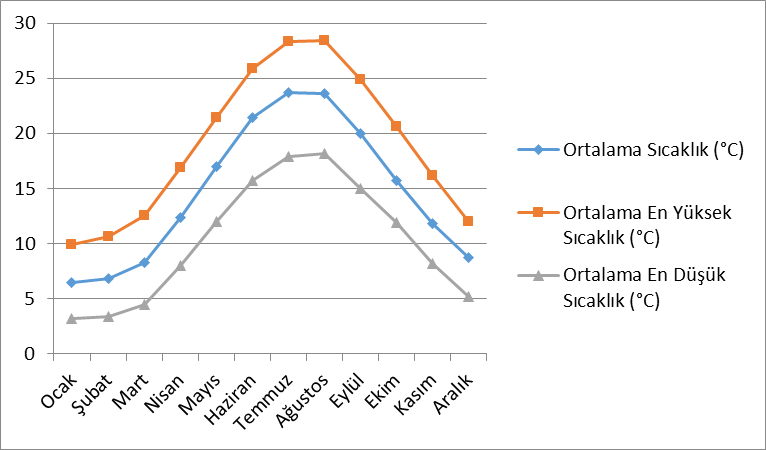 30
25
20
15
10
5
0
Ocak
Şubat
Mart
Nisan
Mayıs
Haziran
Temmuz
Ağustos
Eylül
Ekim
Kasım
Aralık
Ortalama Sıcaklık (°C)
Ortalama En Yüksek
Sıcaklık (°C)
Ortalama En Düşük
Sıcaklık (°C)